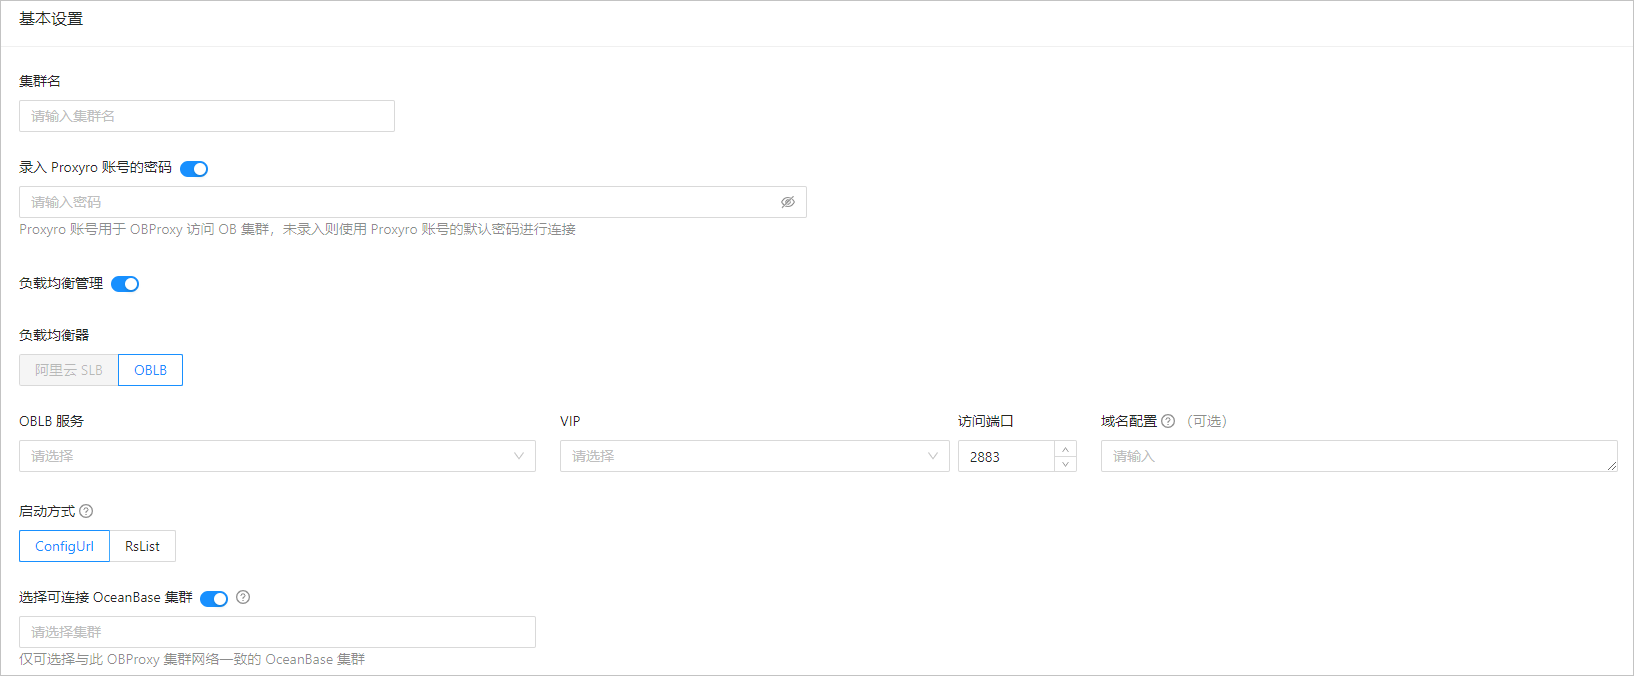 基本设置
集群名
请输入集群名
录入 Proxyro 账号的密码
请输入密码
Proxyro 账号用于 OBProxy 访问 OB 集群，未录入则使用 Proxyro 账号的默认密码进行连接
负载均衡管理
负载均衡器
阿里云 SLB OBLB
OBLB 服务 VIP 访问端口 域名配置 （可选）
请选择 请选择 2883 请输入
启动方式
ConfigUrl RsList
选择可连接 OceanBase 集群
请选择集群
仅可选择与此 OBProxy 集群网络一致的 OceanBase 集群